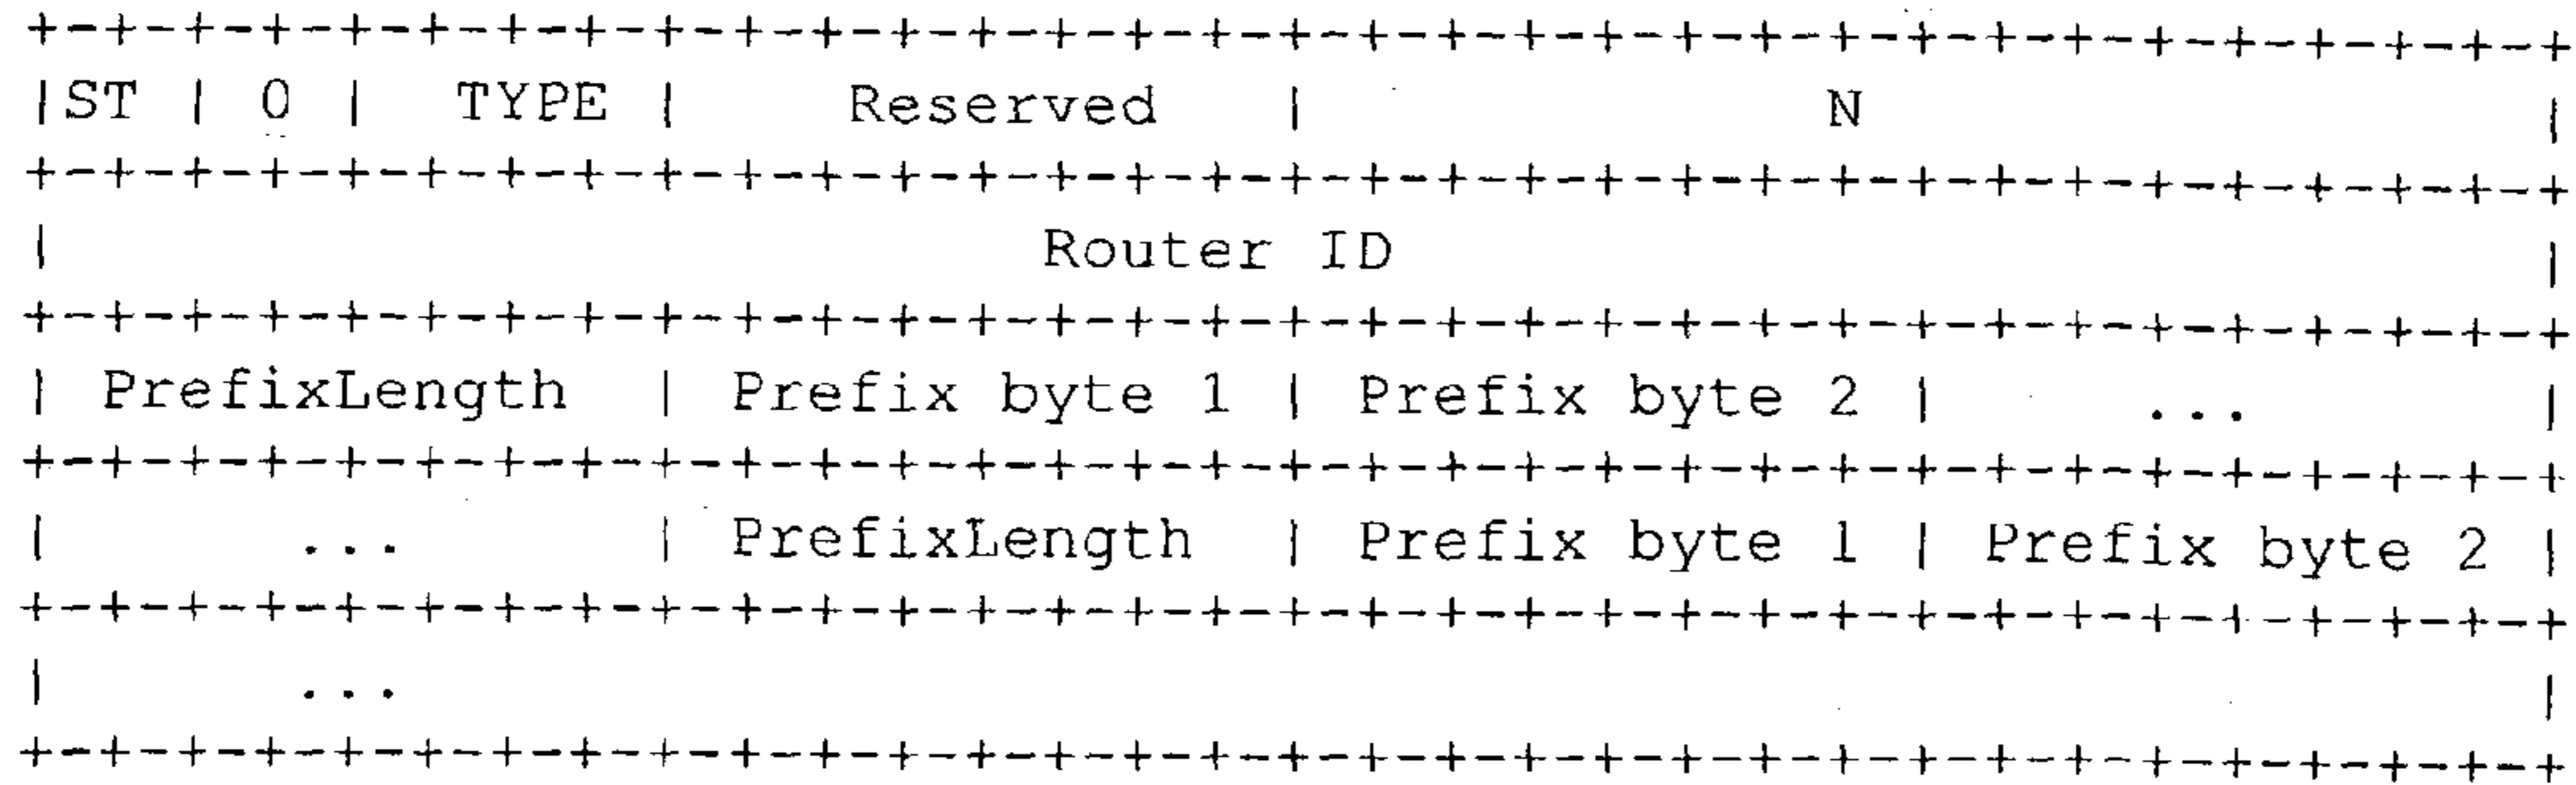 +-+-+-+-+-+-+-+-+-+-+-+-+-+-+-+-+-+-+-+-+-+-+-+-+-+-+-+-+-+-+-+-+
|ST | 0 | TYPE | Reserved | N |
+-+-+-+-+-+-+-+-+-+-+-+-+-+-+-+-+-+-+-+-+-+-+-+-+-+-+-+-+-+-+-+-+
| Router ID |
+-+-+-+-+-+-+-+-+-+-+-+-+-+-+-+-+-+-+-+-+-+-+-+-+-+-+-+-+-+-+-+-+
| PrefixLength | Prefix byte 1 | Prefix byte 2 | ... |
+-+-+-+-+-+-+-+-+-+-+-+-+-+-+-+-+-+-+-+-+-+-+-+-+-+-+-+-+-+-+-+-+
| ... | PrefixLength | Prefix byte 1 | Prefix byte 2 |
+-+-+-+-+-+-+-+-+-+-+-+-+-+-+-+-+-+-+-+-+-+-+-+-+-+-+-+-+-+-+-+-+
| ... |
+-+-+-+-+-+-+-+-+-+-+-+-+-+-+-+-+-+-+-+-+-+-+-+-+-+-+-+-+-+-+-+-+